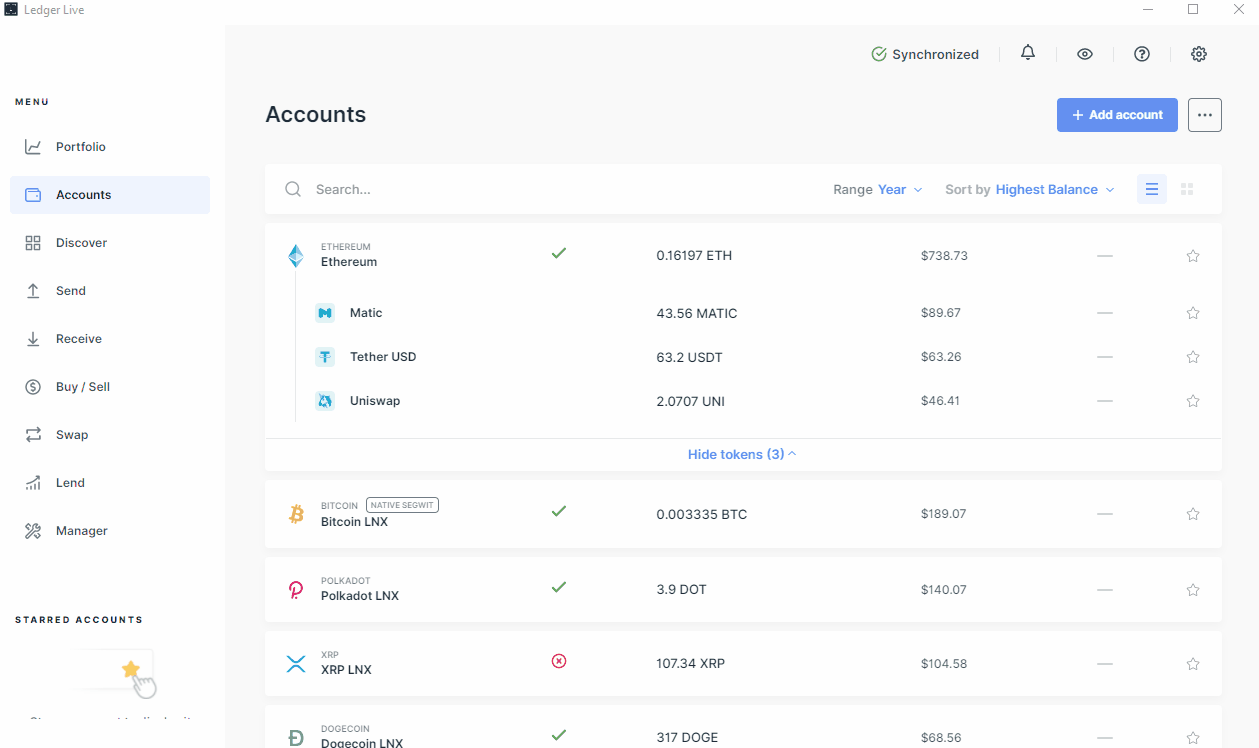 Ledger Live
Synchronized
MENU
Portfolio
Accounts
Discover
Send
Receive
Buy / Sell
Swap
Lend
Manager
STARRED ACCOUNTS
Accounts
+ Add account
Search...
Range Year
Sort by Highest Balance
ETHEREUM
Ethereum 0.16197 ETH $738.73 —
Matic 43.56 MATIC $89.67 —
Tether USD 63.2 USDT $63.26 —
Uniswap 2.0707 UNI $46.41 —
Hide tokens (3)
BITCOIN NATIVE SEGWIT
Bitcoin LNX 0.003335 BTC $189.07 —
POLKADOT
Polkadot LNX 3.9 DOT $140.07 —
XRP
XRP LNX 107.34 XRP $104.58 —
DOGECOIN
Dogecoin LNX 317 DOGE $68.56 —